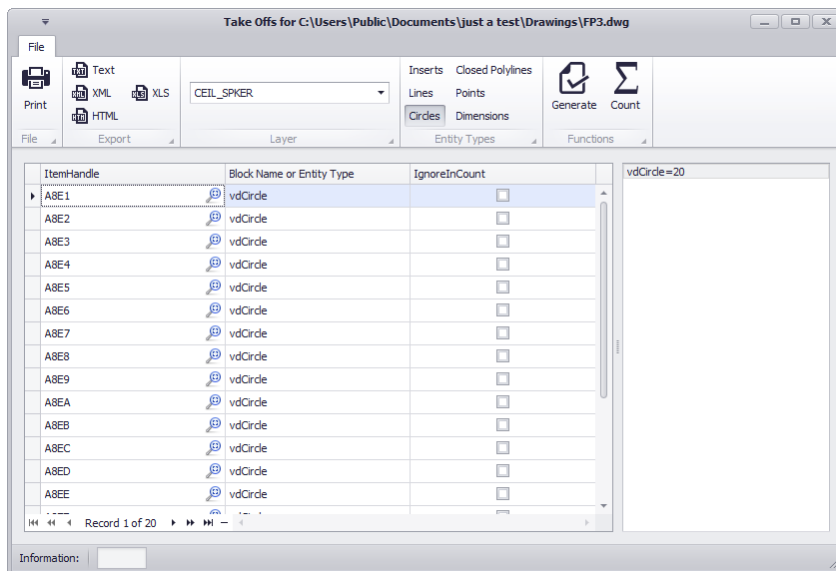 Take Offs for C:\Users\Public\Documents\just a test\Drawings\FP3.dwg
File
Print
File
Text
XML
XLS
HTML
Export
CEIL_SPKER
Layer
Inserts Closed Polylines
Lines Points
Circles Dimensions
Entity Types
Generate Count
Functions
ItemHandle Block Name or Entity Type IgnoreInCount
A8E1 vdCircle
A8E2 vdCircle
A8E3 vdCircle
A8E4 vdCircle
A8E5 vdCircle
A8E6 vdCircle
A8E7 vdCircle
A8E8 vdCircle
A8E9 vdCircle
A8EA vdCircle
A8EB vdCircle
A8EC vdCircle
A8ED vdCircle
A8EE vdCircle
Record 1 of 20
vdCircle=20
Information: